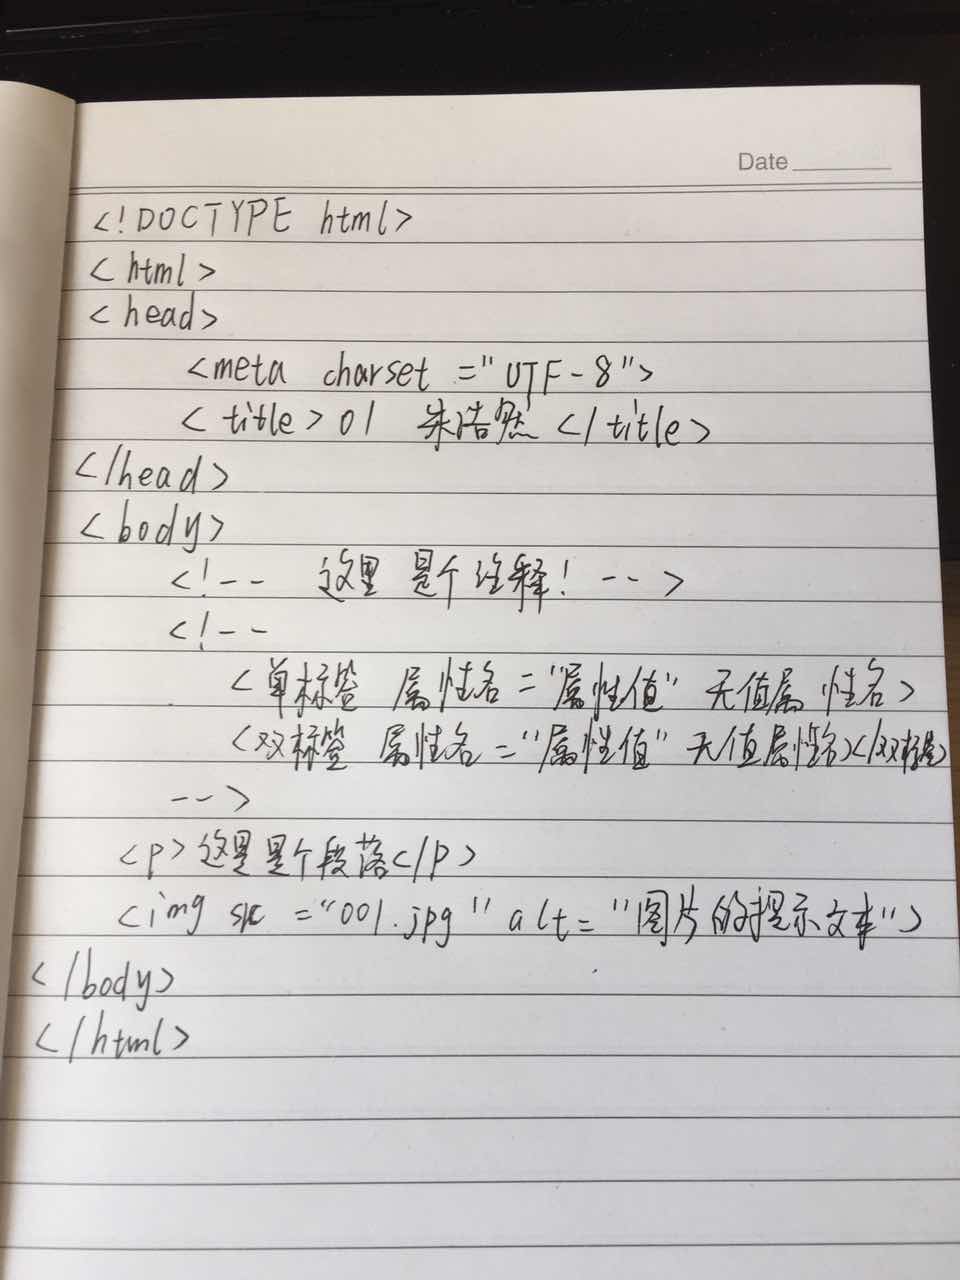 Date
<!DOCTYPE html>
<html>
<head>
<meta charset ="UTF-8">
<title>01 朱浩然</title>
</head>
<body>
<!-- 这里是个注释! -->
<!--
<单标签 属性名="属性值" 无值属性名>
<双标签 属性名="属性值" 无值属性名></双标签>
-->
<p>这里是个段落</p>
<img src ="001.jpg" alt="图片的提示文本">
</body>
</html>